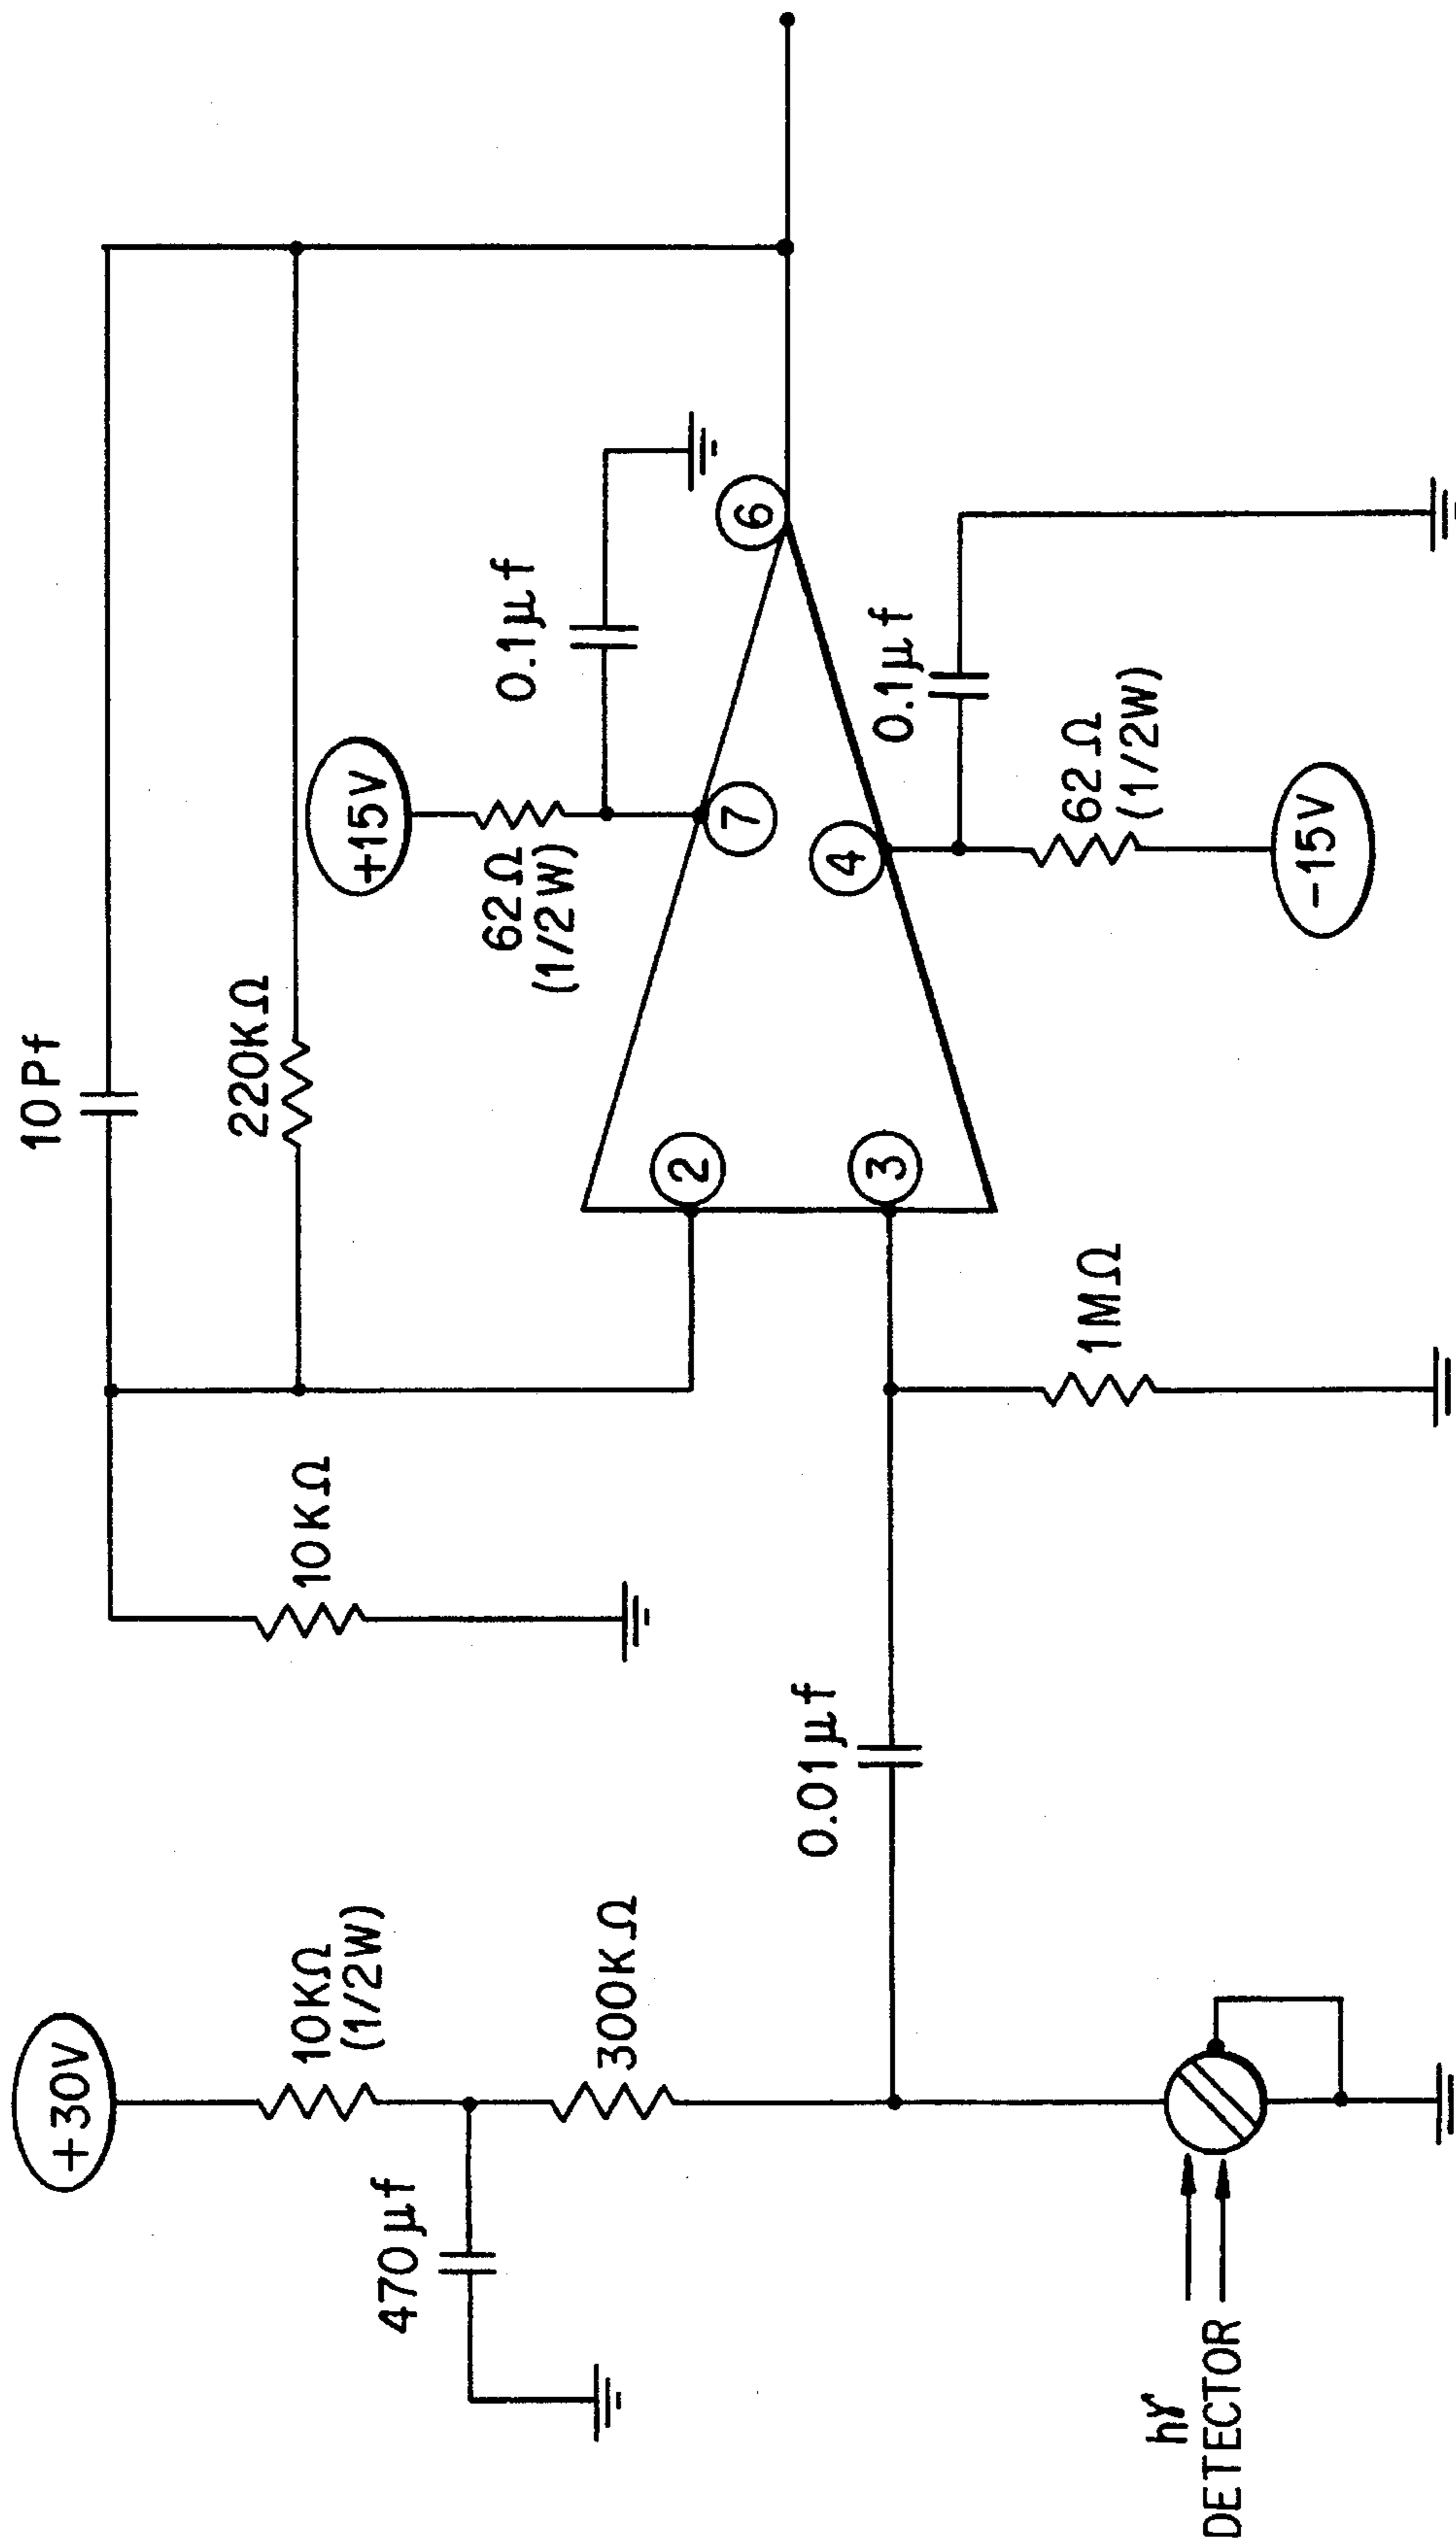 +30V
10KΩ
(1/2W)
470μf
300KΩ
hγ
DETECTOR
0.01μf
10KΩ
1MΩ
10Pf
220KΩ
2
3
+15V
62Ω
(1/2W)
7
0.1μf
4
0.1μf
62Ω
(1/2W)
-15V
6